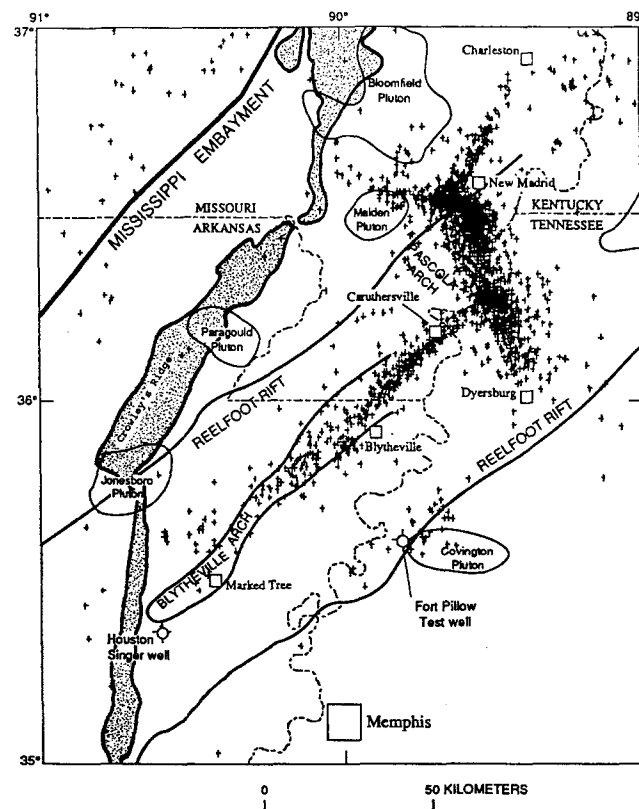 91°
90°
89
37°
Charleston
Bloomfield
Pluton
MISSISSIPPI EMBAYMENT
New Madrid
MISSOURI
ARKANSAS
Malden
Pluton
KENTUCKY
TENNESSEE
PASCOLA
ARCH
Caruthersville
Paragould
Pluton
Crowley's Ridge
36°
REELFOOT RIFT
Dyersburg
REELFOOT RIFT
Blytheville
Jonesboro
Pluton
BLYTHEVILLE ARCH
Covington
Pluton
Marked Tree
Fort Pillow
Test well
Houston
Singer well
Memphis
35°
0
50 KILOMETERS